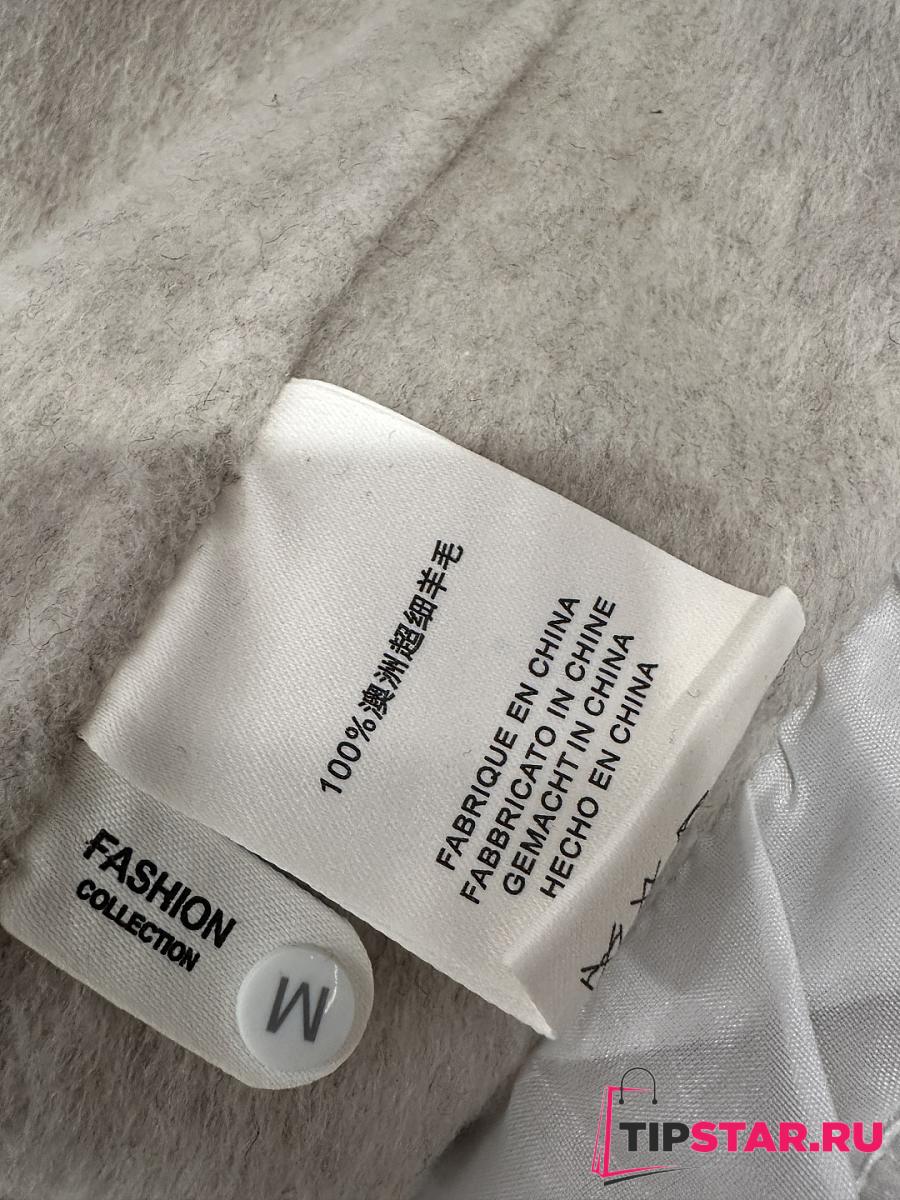 100%澳洲超细羊毛
FABRIQUE EN CHINA
FABBRICATO IN CHINE
GEMACHT IN CHINA
HECHO EN CHINA
FASHION
COLLECTION
M
TIPSTAR.RU